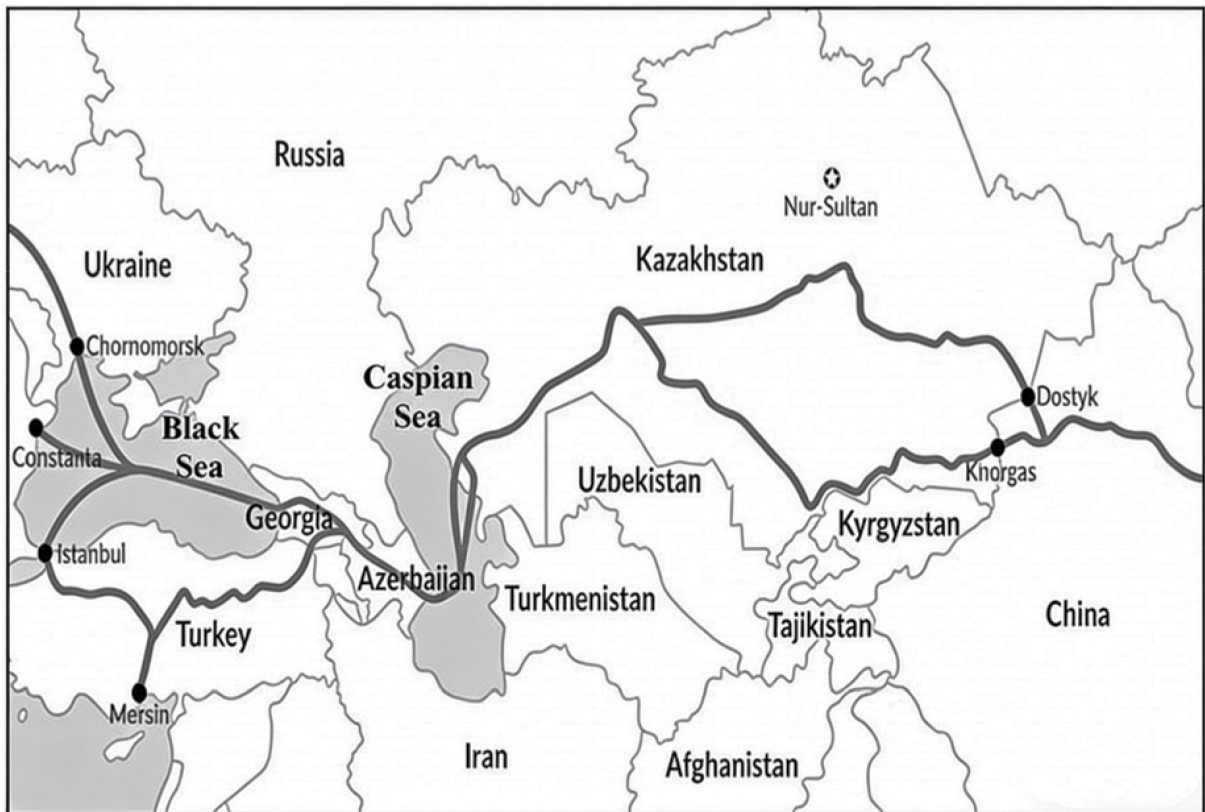 Russia
Nur-Sultan
Ukraine
Kazakhstan
Chornomorsk
Caspian
Sea
Dostyk
Black
Sea
Constanta
Khorgas
Uzbekistan
Georgia
Kyrgyzstan
Istanbul
Azerbaijan
Turkmenistan
China
Turkey
Tajikistan
Mersin
Iran
Afghanistan